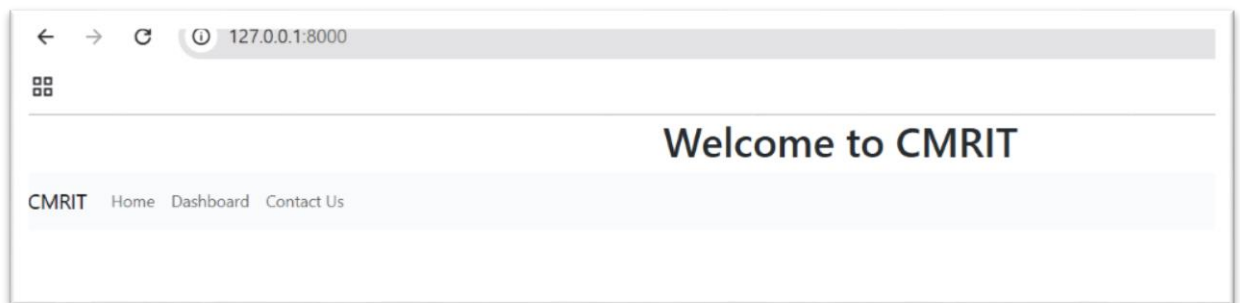 127.0.0.1:8000
Welcome to CMRIT
CMRIT Home Dashboard Contact Us